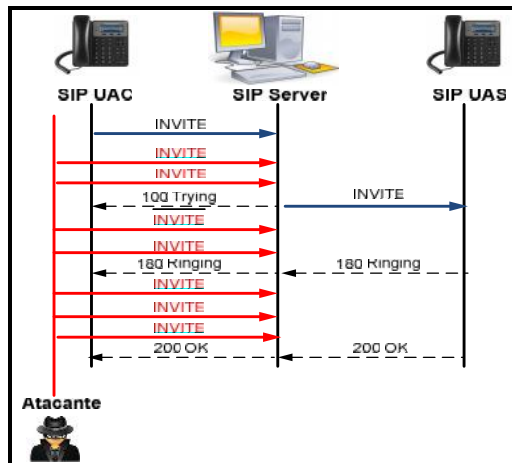 SIP UAC SIP Server SIP UAS
INVITE
INVITE
INVITE
100 Trying INVITE
INVITE
INVITE
180 Ringing 180 Ringing
INVITE
INVITE
INVITE
200 OK 200 OK
Atacante